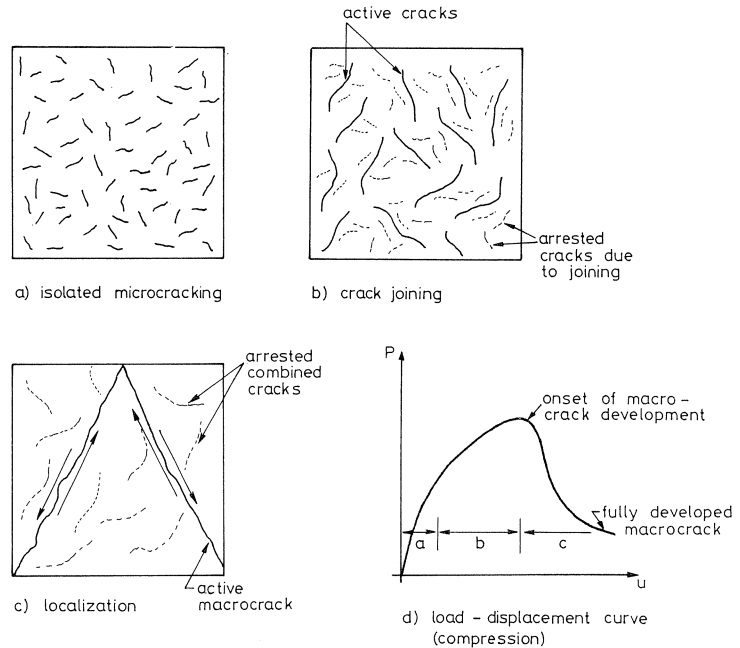 active cracks
a) isolated microcracking
b) crack joining
arrested
cracks due
to joining
arrested
combined
cracks
active
macrocrack
c) localization
P
onset of macro-
crack development
fully developed
macrocrack
a
b
c
u
d) load - displacement curve
(compression)